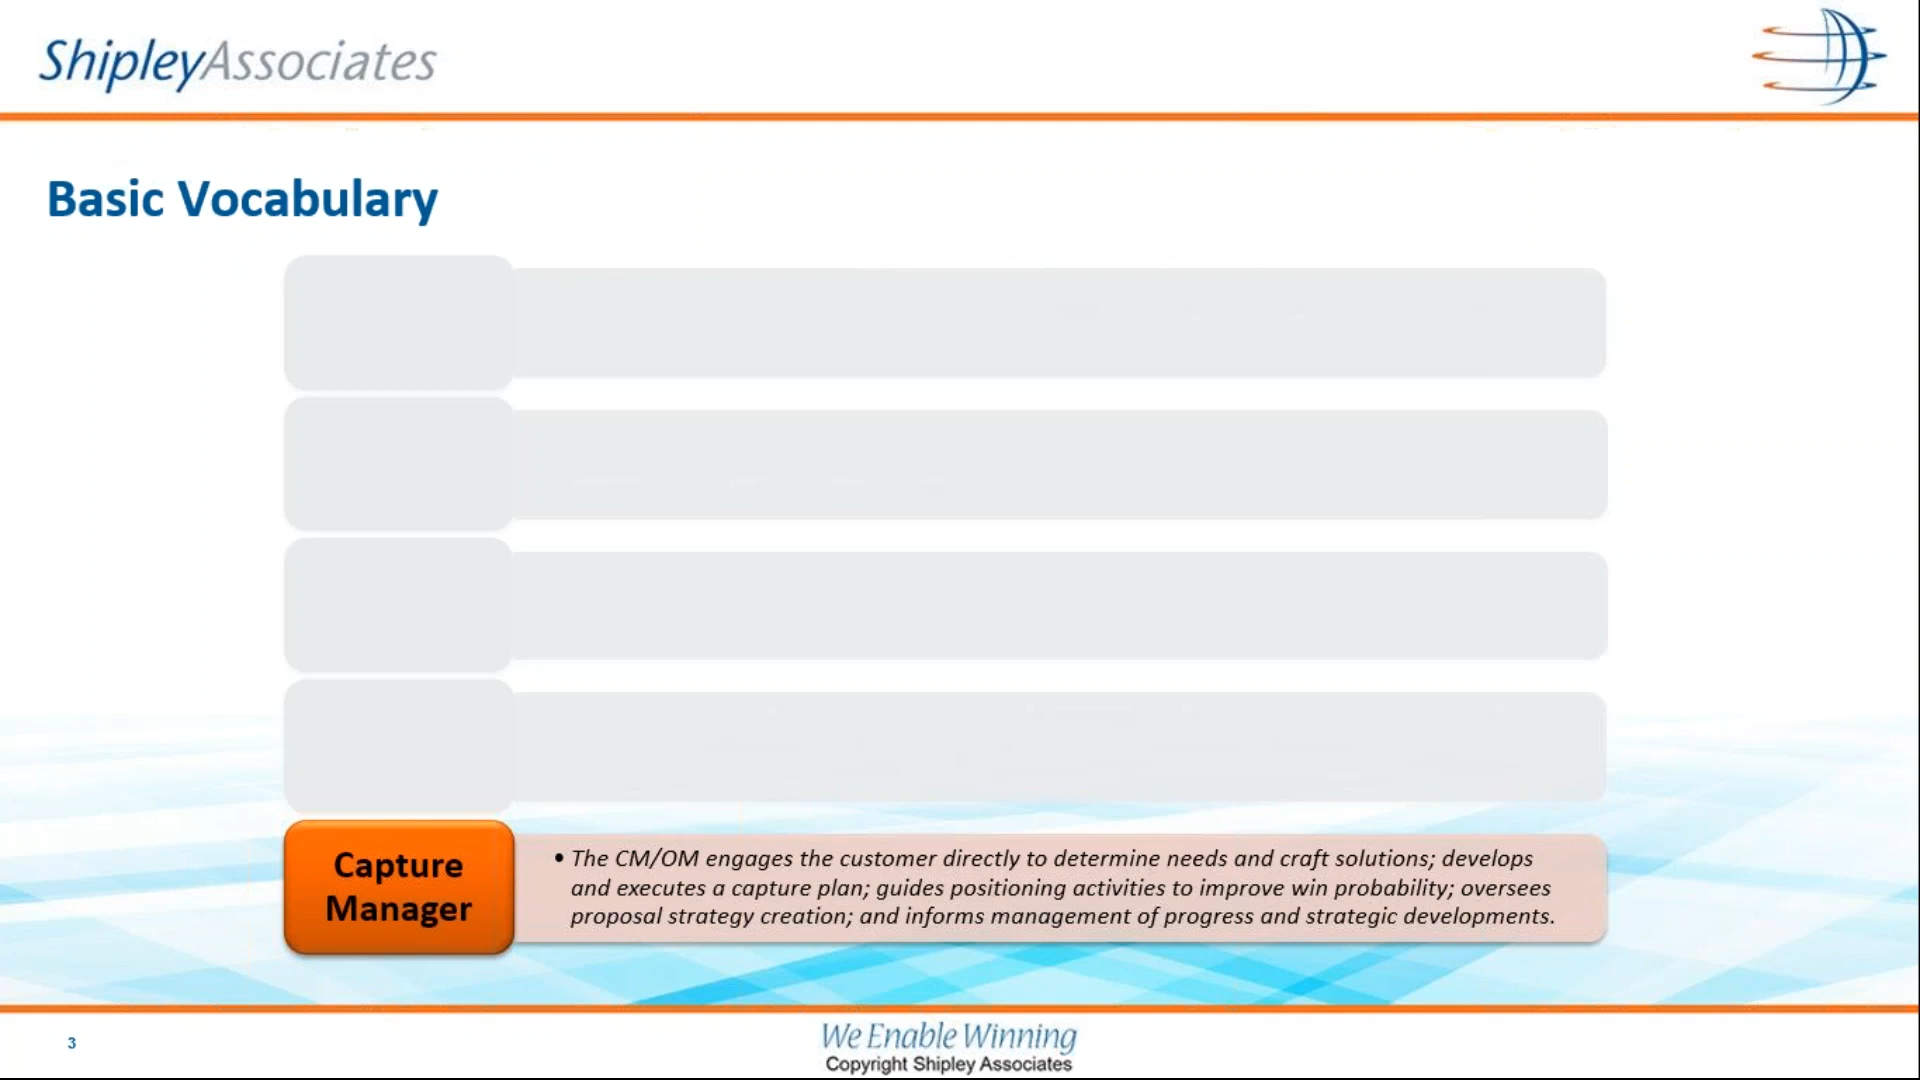 ShipleyAssociates
Basic Vocabulary
Capture
Manager
• The CM/OM engages the customer directly to determine needs and craft solutions; develops
and executes a capture plan; guides positioning activities to improve win probability; oversees
proposal strategy creation; and informs management of progress and strategic developments.
3
We Enable Winning
Copyright Shipley Associates